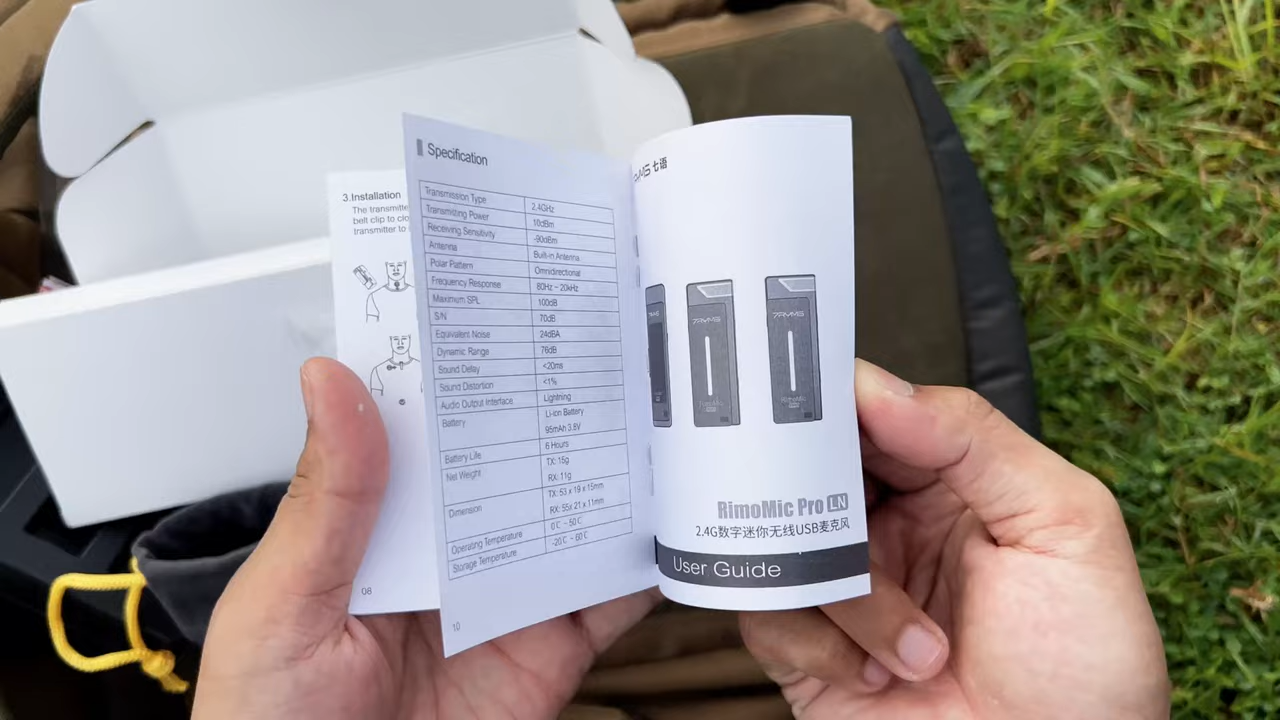 3.Installation
The transmitte
belt clip to clo
transmitter to
08
Specification
Transmission Type 2.4GHz
Transmitting Power 10dBm
Receiving Sensitivity -90dBm
Antenna Built-in Antenna
Polar Pattern Omnidirectional
Frequency Response 80Hz ~ 20kHz
Maximum SPL 100dB
S/N 70dB
Equivalent Noise 24dBA
Dynamic Range 76dB
Sound Delay <20ms
Sound Distortion <1%
Audio Output Interface Lightning
Battery Li-ion Battery
95mAh 3.8V
Battery Life 6 Hours
Net Weight TX: 15g
RX: 11g
Dimension TX: 53 x 19 x 15mm
RX: 55x 21 x 11mm
Operating Temperature 0℃ ~ 50℃
Storage Temperature -20℃ ~ 60℃
10
RYMS 七语
7RYMS
7RYMS
RimoMic
RimoMic
RimoMic Pro LN
2.4G数字迷你无线USB麦克风
User Guide